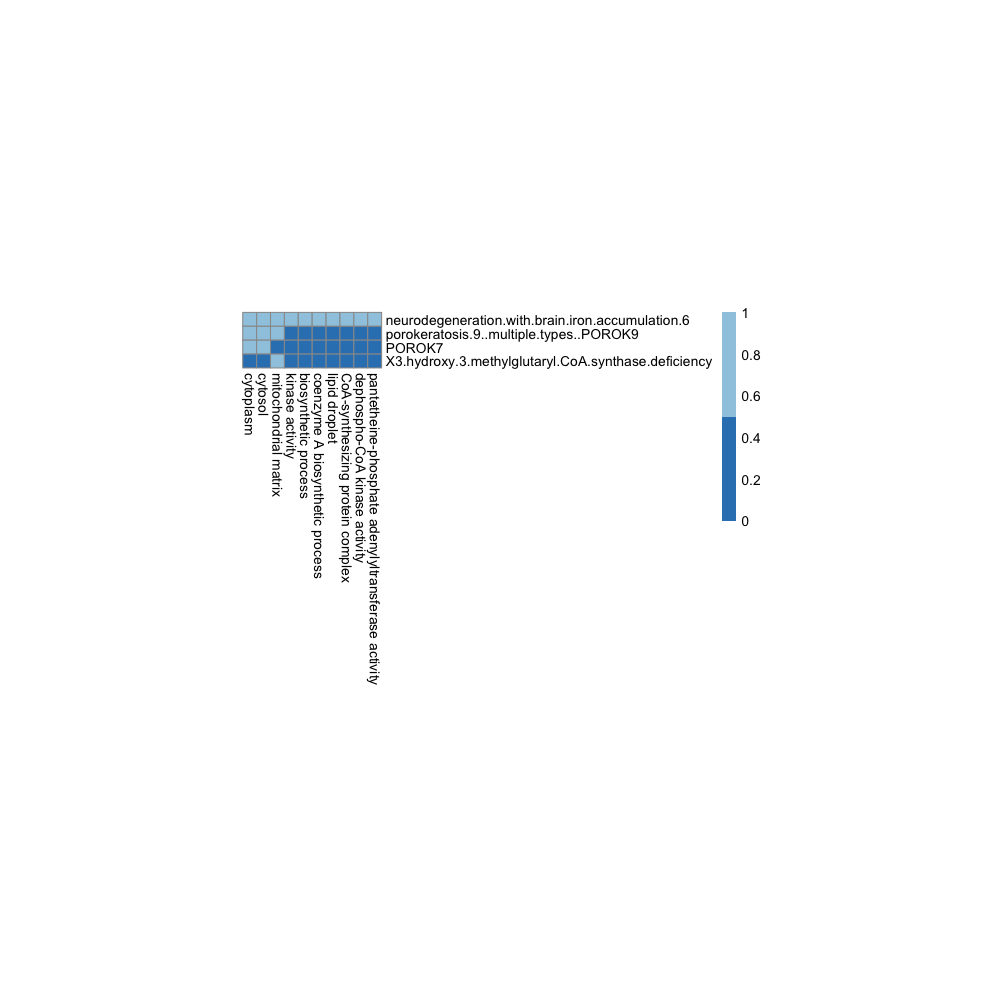 neurodegeneration.with.brain.iron.accumulation.6
porokeratosis.9..multiple.types..POROK9
POROK7
X3.hydroxy.3.methylglutaryl.CoA.synthase.deficiency
cytoplasm
cytosol
mitochondrial matrix
kinase activity
biosynthetic process
coenzyme A biosynthetic process
lipid droplet
CoA-synthesizing protein complex
dephospho-CoA kinase activity
pantetheine-phosphate adenylyltransferase activity
1
0.8
0.6
0.4
0.2
0